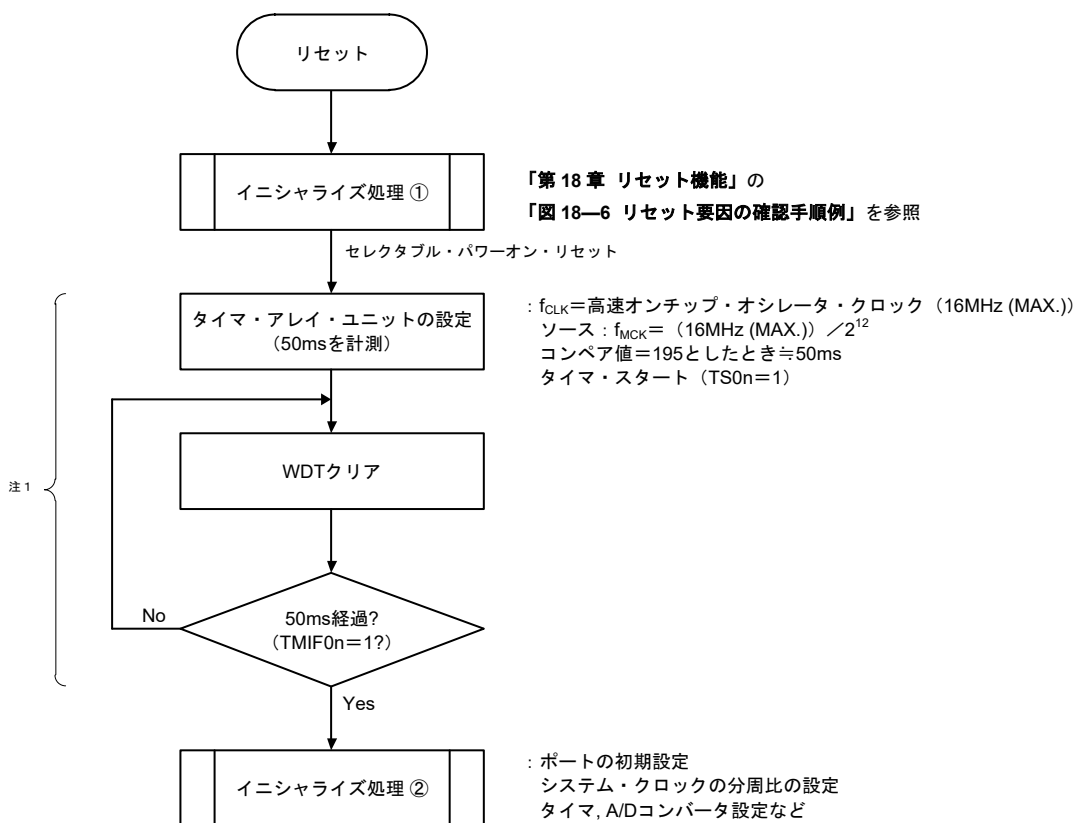 リセット
イニシャライズ処理 ①
「第 18 章 リセット機能」の
「図 18—6 リセット要因の確認手順例」を参照
セレクタブル・パワーオン・リセット
注 1
タイマ・アレイ・ユニットの設定
（50msを計測）
：fCLK＝高速オンチップ・オシレータ・クロック（16MHz (MAX.)）
ソース：fMCK＝（16MHz (MAX.)）／2^12
コンペア値＝195としたとき≒50ms
タイマ・スタート（TS0n＝1）
WDTクリア
50ms経過?
（TMIF0n＝1?）
No
Yes
イニシャライズ処理 ②
：ポートの初期設定
システム・クロックの分周比の設定
タイマ, A/Dコンバータ設定など